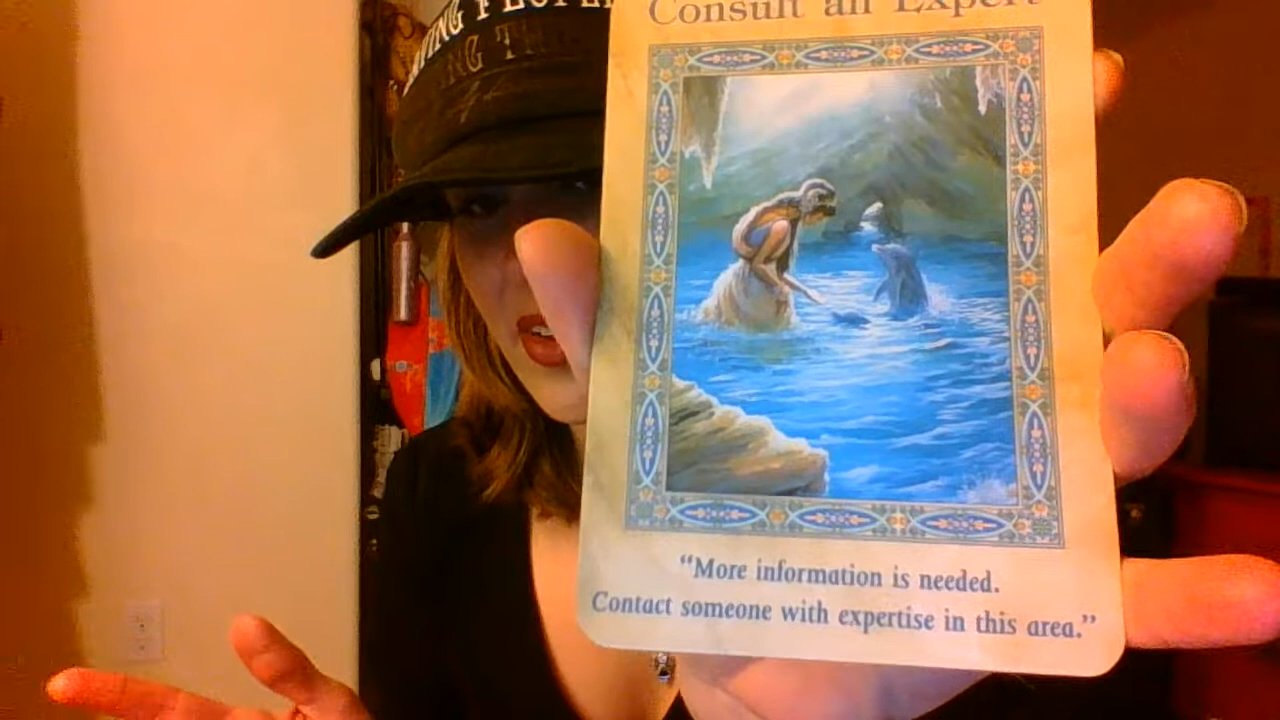 Consult an Expert
“More information is needed.
Contact someone with expertise in this area.”